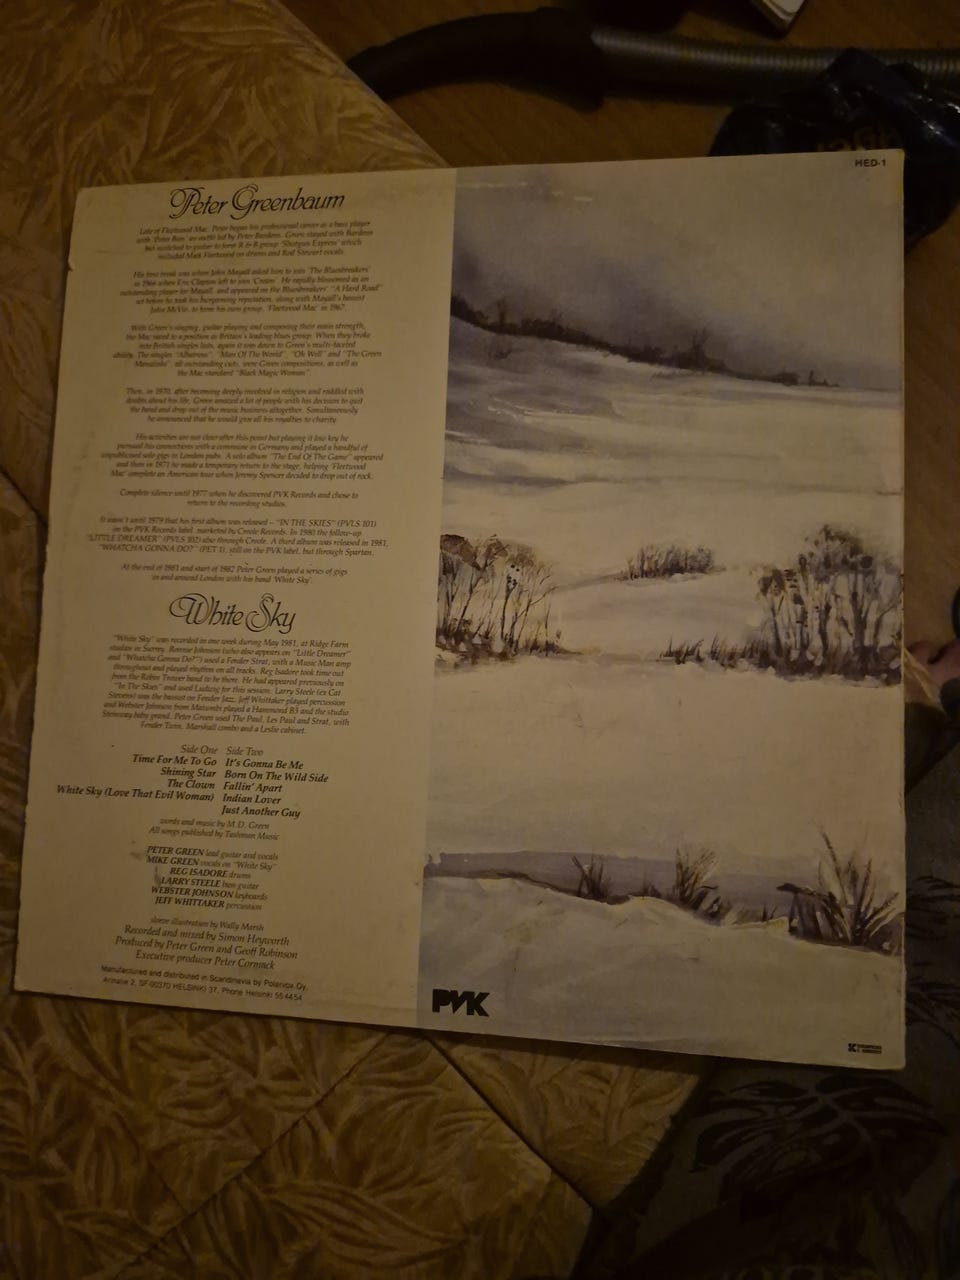 HED-1
Peter Greenbaum
Late of Fleetwood Mac, Peter began his professional career as a bass player
with 'Peter Bees' an outfit led by Peter Bardens. Green stayed with Bardens
but switched to guitar to form R & B group 'Shotgun Express' which
included Mick Fleetwood on drums and Rod Stewart vocals.
His first break was when John Mayall asked him to join 'The Bluesbreakers'
in 1966 when Eric Clapton left to join 'Cream'. He rapidly blossomed as an
outstanding player for Mayall, and appeared on the Bluesbreakers' "A Hard Road"
set before he took his burgeoning reputation, along with Mayall's bassist
John McVie, to form his own group, 'Fleetwood Mac' in 1967.
With Green's singing, guitar playing and composing their main strength,
the Mac raced to a position as Britain's leading blues group. When they broke
into British singles lists, again it was down to Green's multi-faceted
ability. The singles "Albatross", "Man Of The World", "Oh Well" and "The Green
Manalishi", all outstanding cuts, were Green compositions, as well as
the Mac standard "Black Magic Woman".
Then, in 1970, after becoming deeply involved in religion and riddled with
doubts about his life, Green amazed a lot of people with his decision to quit
the band and drop out of the music business altogether. Simultaneously
he announced that he would give all his royalties to charity.
His activities are not clear after this point but playing it low key he
pursued his connections with a commune in Germany and played a handful of
unpublicised solo gigs in London pubs. A solo album "The End Of The Game" appeared
and then in 1971 he made a temporary return to the stage, helping 'Fleetwood
Mac' complete an American tour when Jeremy Spencer decided to drop out of rock.
Complete silence until 1977 when he discovered PVK Records and chose to
return to the recording studios.
It wasn't until 1979 that his first album was released – "IN THE SKIES" (PVLS 101)
on the PVK Records label, marketed by Creole Records. In 1980 the follow-up
"LITTLE DREAMER" (PVLS 102) also through Creole. A third album was released in 1981,
"WHATCHA GONNA DO?" (PET 1), still on the PVK label, but through Spartan.
At the end of 1981 and start of 1982 Peter Green played a series of gigs
in and around London with his band 'White Sky'.
White Sky
"White Sky" was recorded in one week during May 1981, at Ridge Farm
studios in Surrey. Ronnie Johnson (who also appears on "Little Dreamer"
and "Whatcha Gonna Do?") used a Fender Strat, with a Music Man amp
throughout and played rhythm on all tracks. Reg Isadore took time out
from the Robin Trower band to be there. He had appeared previously on
"In The Skies" and used Ludwig for this session. Larry Steele (ex Cat
Stevens) was the bassist on Fender Jazz. Jeff Whittaker played percussion
and Webster Johnson from Matumbi played a Hammond B3 and the studio
Steinway baby grand. Peter Green used The Paul, Les Paul and Strat, with
Fender Twin, Marshall combo and a Leslie cabinet.
Side One Side Two
Time For Me To Go It's Gonna Be Me
Shining Star Born On The Wild Side
The Clown Fallin' Apart
White Sky (Love That Evil Woman) Indian Lover
Just Another Guy
words and music by M.D. Green
All songs published by Tashman Music
PETER GREEN lead guitar and vocals
MIKE GREEN vocals on "White Sky"
REG ISADORE drums
LARRY STEELE bass guitar
WEBSTER JOHNSON keyboards
JEFF WHITTAKER percussion
sleeve illustration by Wally Marsh
Recorded and mixed by Simon Heyworth
Produced by Peter Green and Geoff Robinson
Executive producer Peter Cormack
Manufactured and distributed in Scandinavia by Polarvox Oy,
2, SF 00370 HELSINKI 37, Phone Helsinki 55 44 54
PVK